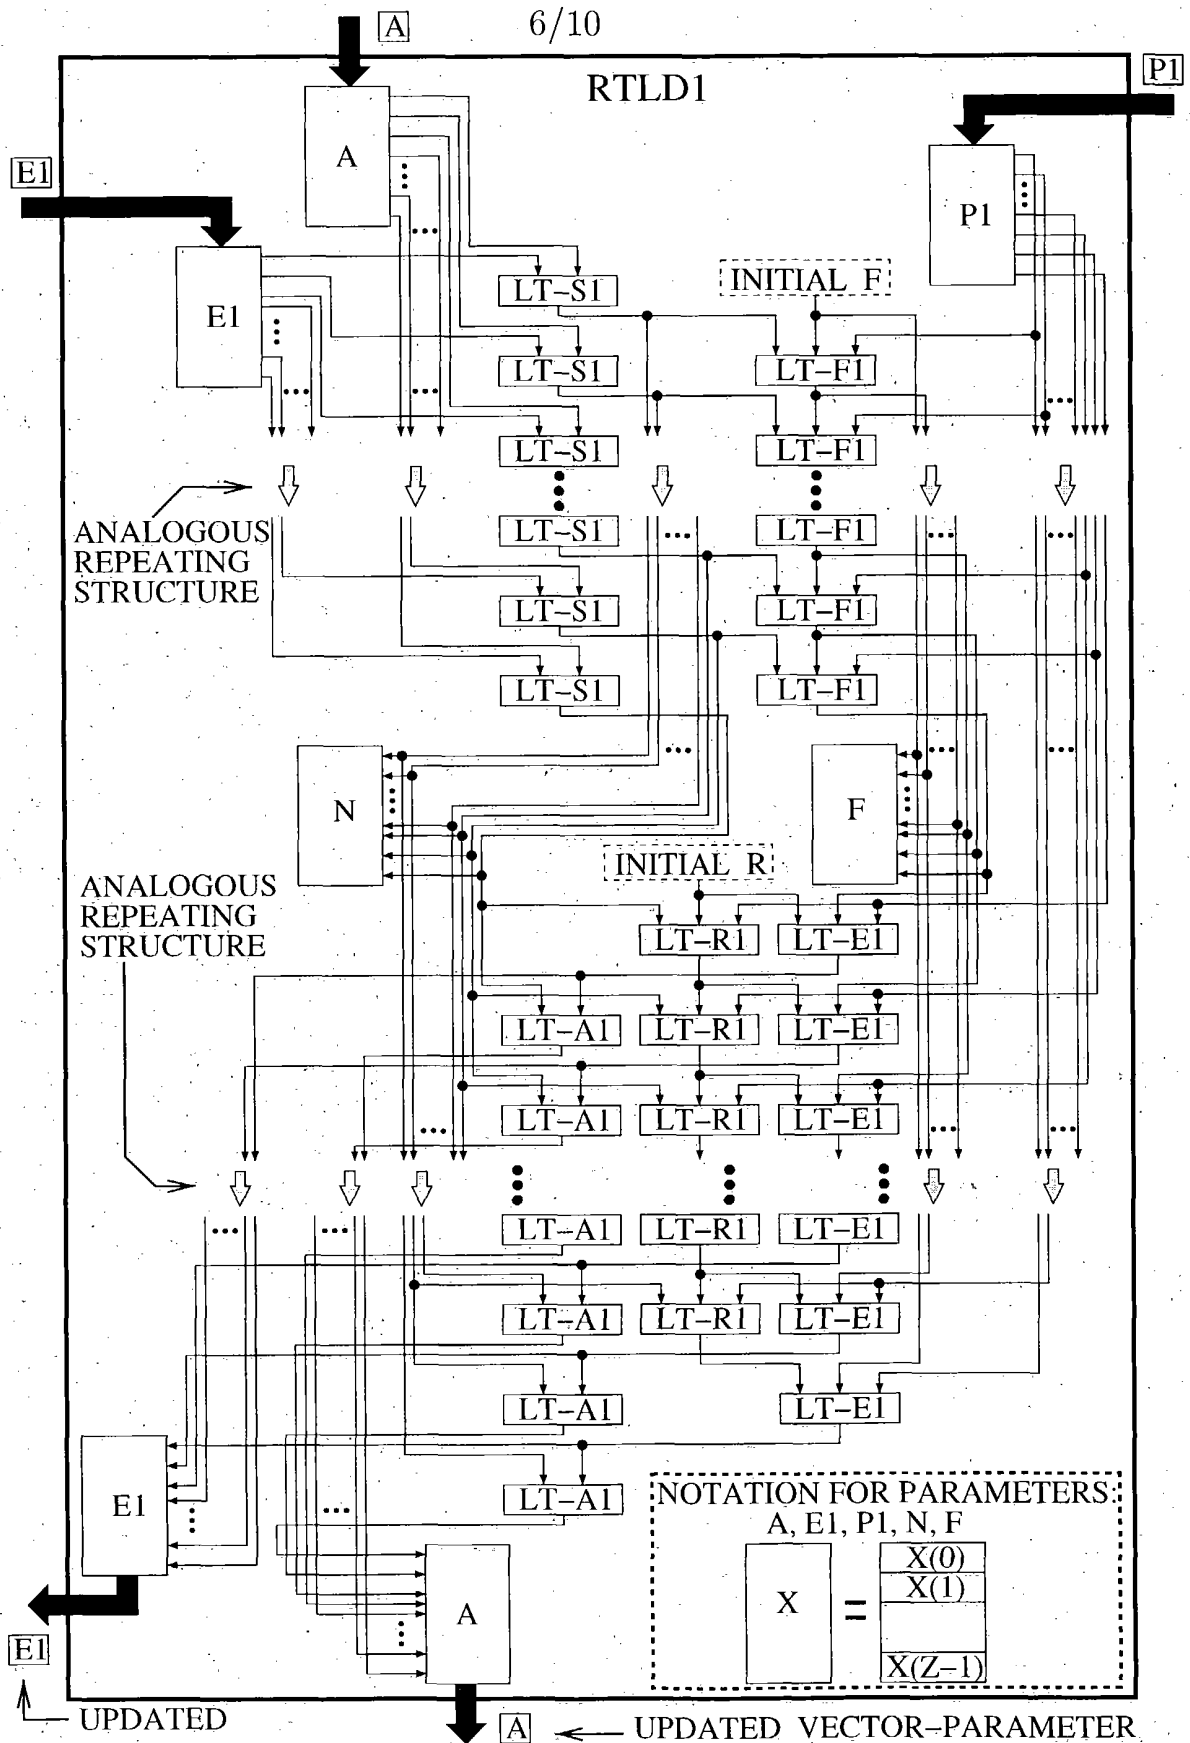 6/10
A
RTLD1
P1
A
E1
P1
E1
INITIAL F
LT-S1
LT-S1
LT-F1
LT-S1
LT-F1
ANALOGOUS
REPEATING
STRUCTURE
LT-S1
LT-F1
LT-S1
LT-F1
LT-S1
LT-F1
N
F
INITIAL R
ANALOGOUS
REPEATING
STRUCTURE
LT-R1
LT-E1
LT-A1
LT-R1
LT-E1
LT-A1
LT-R1
LT-E1
LT-A1
LT-R1
LT-E1
LT-A1
LT-R1
LT-E1
LT-A1
LT-E1
LT-A1
E1
NOTATION FOR PARAMETERS:
A, E1, P1, N, F
X
=
X(0)
X(1)
X(Z-1)
A
E1
UPDATED
A
UPDATED VECTOR-PARAMETER